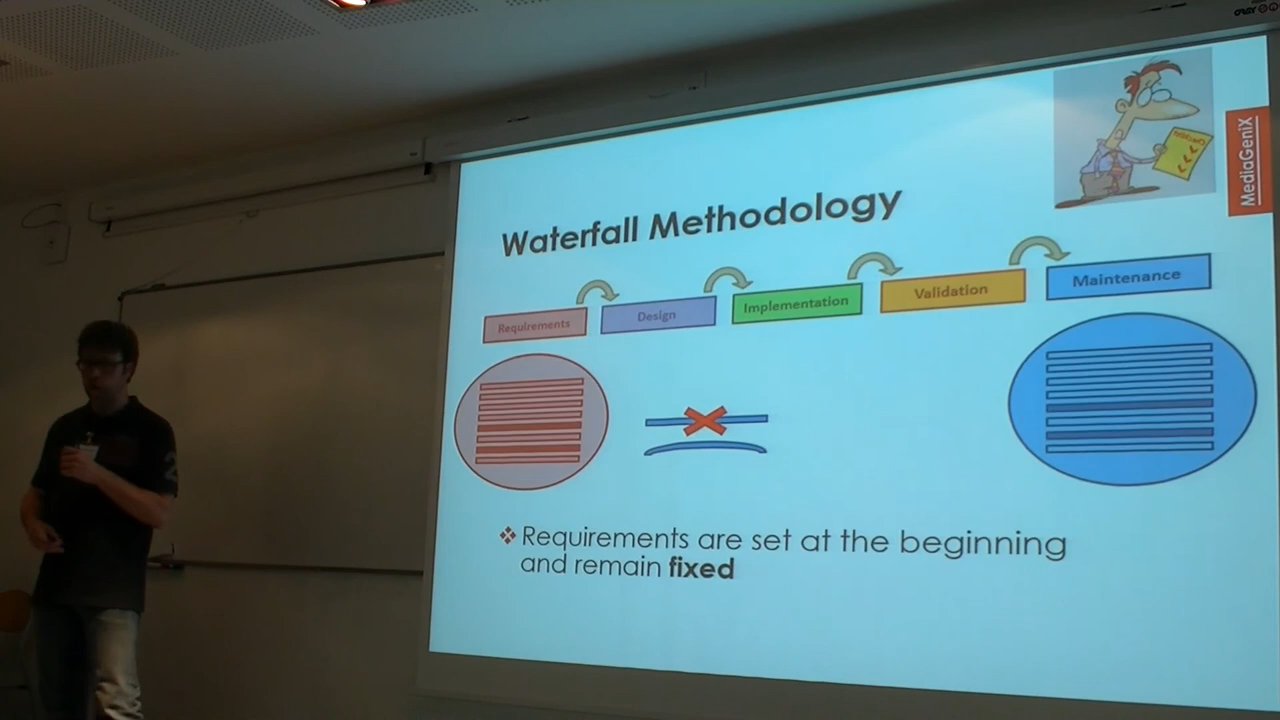 Waterfall Methodology
MediaGeniX
Requirements
Design
Implementation
Validation
Maintenance
Requirements are set at the beginning
and remain fixed